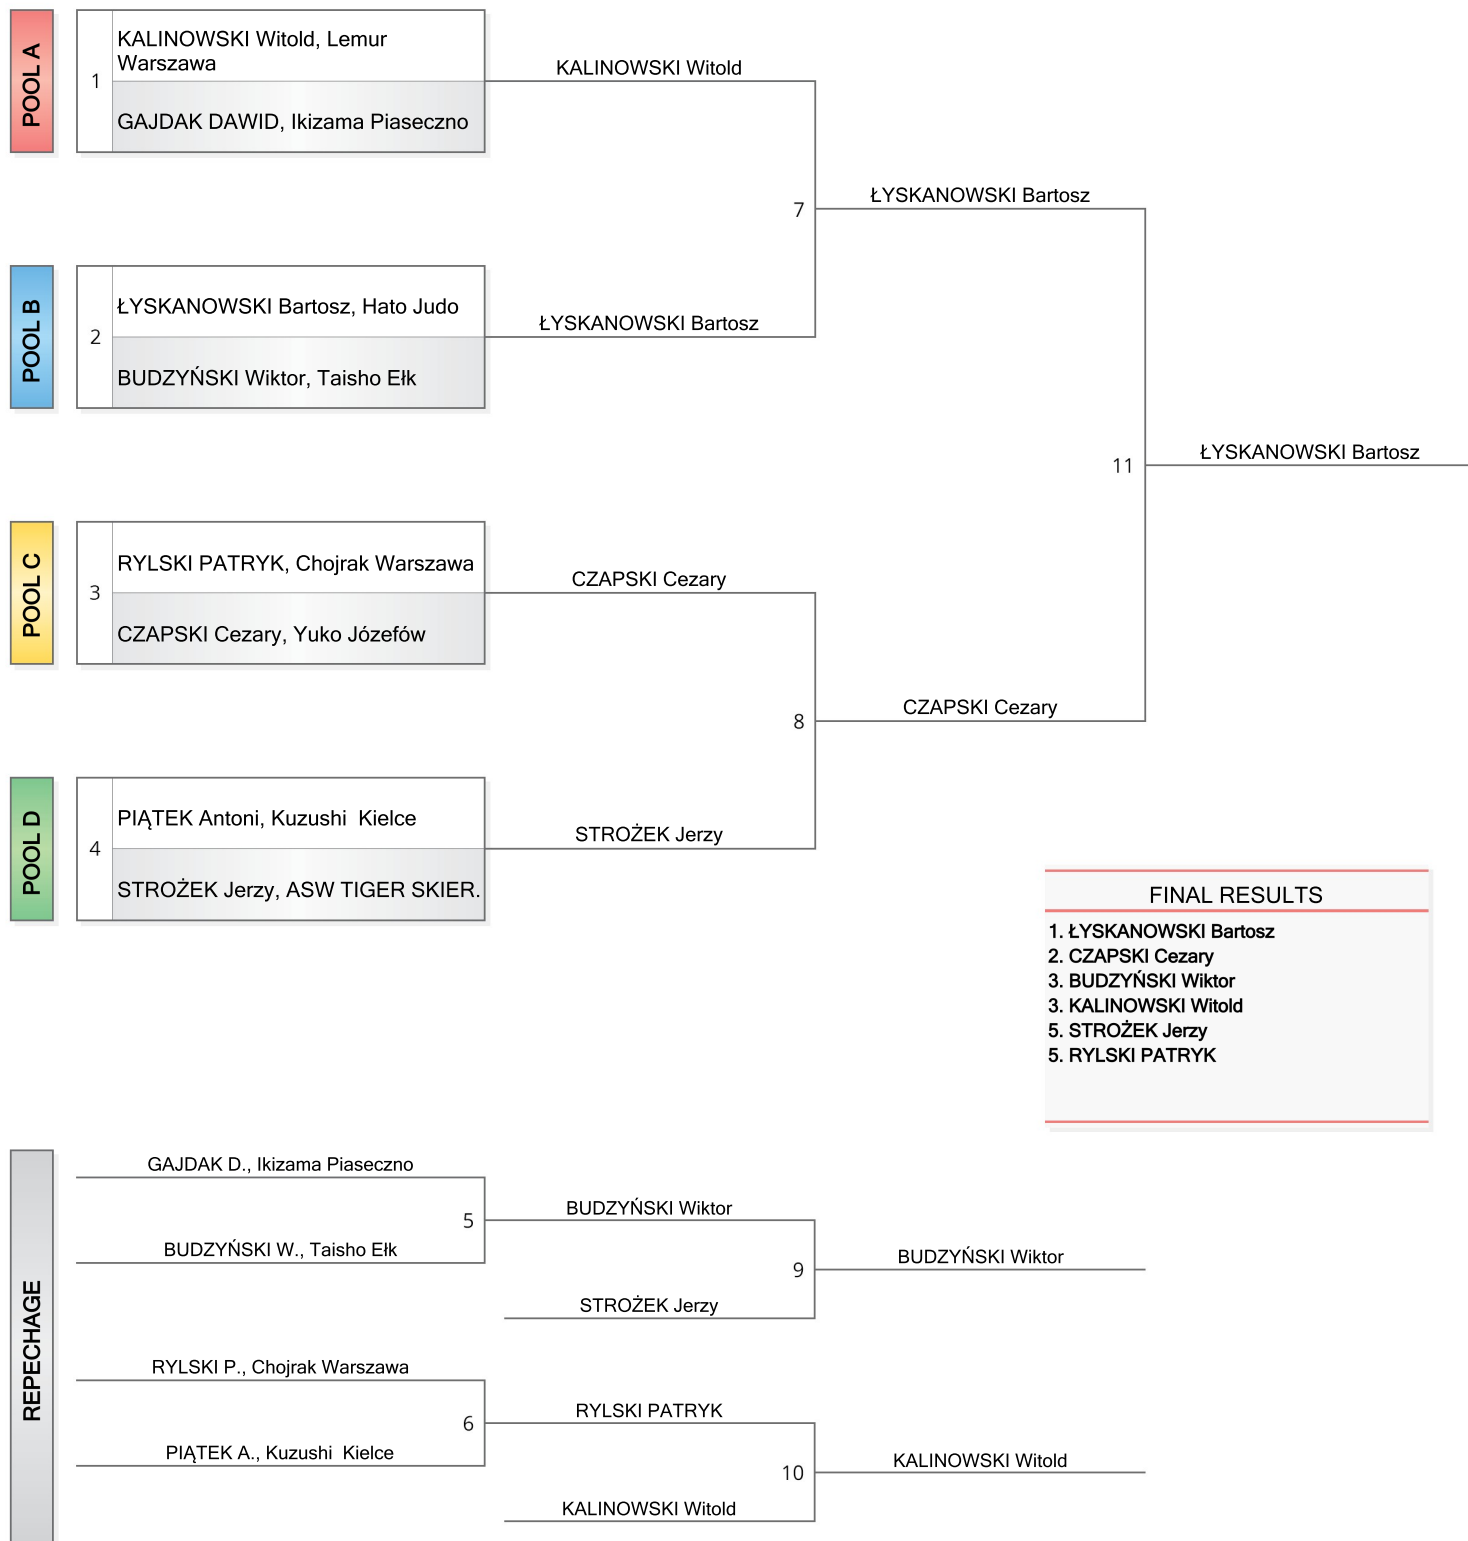 POOL A
1
KALINOWSKI Witold, Lemur
Warszawa
GAJDAK DAWID, Ikizama Piaseczno
KALINOWSKI Witold
7
ŁYSKANOWSKI Bartosz
POOL B
2
ŁYSKANOWSKI Bartosz, Hato Judo
BUDZYŃSKI Wiktor, Taisho Ełk
ŁYSKANOWSKI Bartosz
11
ŁYSKANOWSKI Bartosz
POOL C
3
RYLSKI PATRYK, Chojrak Warszawa
CZAPSKI Cezary, Yuko Józefów
CZAPSKI Cezary
8
CZAPSKI Cezary
POOL D
4
PIĄTEK Antoni, Kuzushi  Kielce
STROŻEK Jerzy, ASW TIGER SKIER.
STROŻEK Jerzy
FINAL RESULTS
1. ŁYSKANOWSKI Bartosz
2. CZAPSKI Cezary
3. BUDZYŃSKI Wiktor
3. KALINOWSKI Witold
5. STROŻEK Jerzy
5. RYLSKI PATRYK
REPECHAGE
GAJDAK D., Ikizama Piaseczno
5
BUDZYŃSKI W., Taisho Ełk
BUDZYŃSKI Wiktor
9
STROŻEK Jerzy
BUDZYŃSKI Wiktor
RYLSKI P., Chojrak Warszawa
6
PIĄTEK A., Kuzushi  Kielce
RYLSKI PATRYK
10
KALINOWSKI Witold
KALINOWSKI Witold